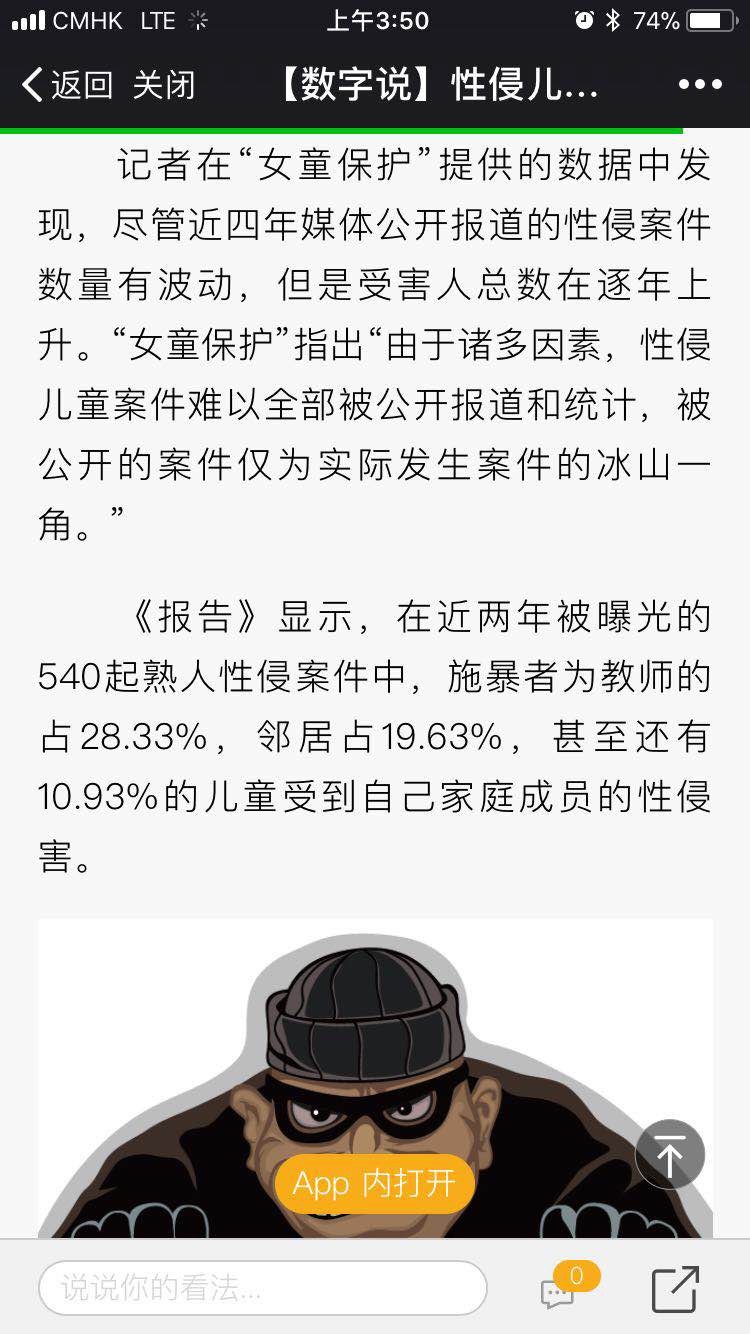 CMHK LTE 上午3:50 74%
返回 关闭 【数字说】性侵儿...
记者在“女童保护”提供的数据中发
现，尽管近四年媒体公开报道的性侵案件
数量有波动，但是受害人总数在逐年上
升。“女童保护”指出“由于诸多因素，性侵
儿童案件难以全部被公开报道和统计，被
公开的案件仅为实际发生案件的冰山一
角。”
《报告》显示，在近两年被曝光的
540起熟人性侵案件中，施暴者为教师的
占28.33%，邻居占19.63%，甚至还有
10.93%的儿童受到自己家庭成员的性侵
害。
App 内打开
说说你的看法... 0